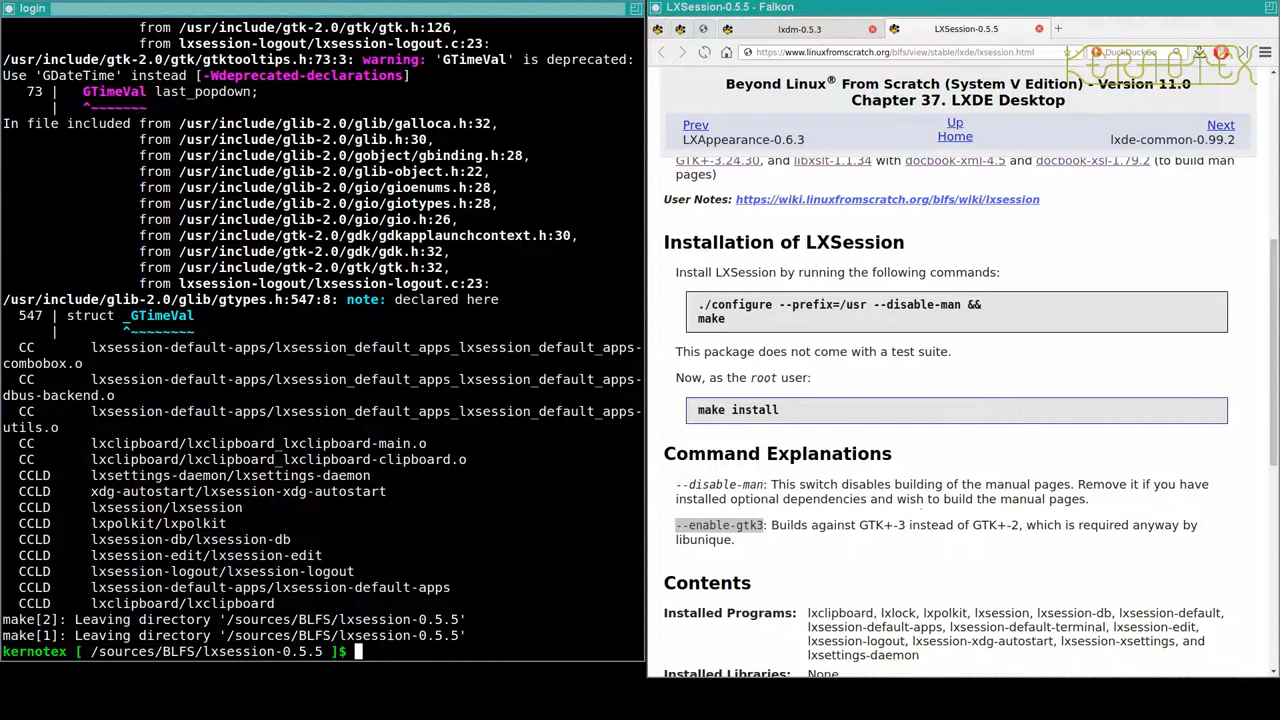 login
from /usr/include/gtk-2.0/gtk/gtk.h:126,
from lxsession-logout/lxsession-logout.c:23:
/usr/include/gtk-2.0/gtk/gtktooltips.h:73:3: warning: 'GTimeVal' is deprecated:
Use 'GDateTime' instead [-Wdeprecated-declarations]
73 | GTimeVal last_popdown;
| ^~~~~~~~
In file included from /usr/include/glib-2.0/glib/galloca.h:32,
from /usr/include/glib-2.0/glib.h:30,
from /usr/include/glib-2.0/gobject/gbinding.h:28,
from /usr/include/glib-2.0/glib-object.h:22,
from /usr/include/glib-2.0/gio/gioenums.h:28,
from /usr/include/glib-2.0/gio/giotypes.h:28,
from /usr/include/glib-2.0/gio/gio.h:26,
from /usr/include/gtk-2.0/gdk/gdkapplaunchcontext.h:30,
from /usr/include/gtk-2.0/gdk/gdk.h:32,
from /usr/include/gtk-2.0/gtk/gtk.h:32,
from lxsession-logout/lxsession-logout.c:23:
/usr/include/glib-2.0/glib/gtypes.h:547:8: note: declared here
547 | struct _GTimeVal
| ^~~~~~~~~
CC lxsession-default-apps/lxsession_default_apps_lxsession_default_apps-
combobox.o
CC lxsession-default-apps/lxsession_default_apps_lxsession_default_apps-
dbus-backend.o
CC lxsession-default-apps/lxsession_default_apps_lxsession_default_apps-
utils.o
CC lxclipboard/lxclipboard_lxclipboard-main.o
CC lxclipboard/lxclipboard_lxclipboard-clipboard.o
CCLD lxsettings-daemon/lxsettings-daemon
CCLD xdg-autostart/lxsession-xdg-autostart
CCLD lxsession/lxsession
CCLD lxpolkit/lxpolkit
CCLD lxsession-db/lxsession-db
CCLD lxsession-edit/lxsession-edit
CCLD lxsession-logout/lxsession-logout
CCLD lxsession-default-apps/lxsession-default-apps
CCLD lxclipboard/lxclipboard
make[2]: Leaving directory '/sources/BLFS/lxsession-0.5.5'
make[1]: Leaving directory '/sources/BLFS/lxsession-0.5.5'
kernotex [ /sources/BLFS/lxsession-0.5.5 ]$
LXSession-0.5.5 - Falkon
lxdm-0.5.3
LXSession-0.5.5
https://www.linuxfromscratch.org/blfs/view/stable/lxde/lxsession.html
DuckDuckGo
KERNOTEX
Beyond Linux® From Scratch (System V Edition) - Version 11.0
Chapter 37. LXDE Desktop
Prev Up Next
LXAppearance-0.6.3 Home lxde-common-0.99.2
GTK+-3.24.30, and libxslt-1.1.34 with docbook-xml-4.5 and docbook-xsl-1.79.2 (to build man
pages)
User Notes: https://wiki.linuxfromscratch.org/blfs/wiki/lxsession
Installation of LXSession
Install LXSession by running the following commands:
./configure --prefix=/usr --disable-man &&
make
This package does not come with a test suite.
Now, as the root user:
make install
Command Explanations
--disable-man: This switch disables building of the manual pages. Remove it if you have
installed optional dependencies and wish to build the manual pages.
--enable-gtk3: Builds against GTK+-3 instead of GTK+-2, which is required anyway by
libunique.
Contents
Installed Programs: lxclipboard, lxlock, lxpolkit, lxsession, lxsession-db, lxsession-default,
lxsession-default-apps, lxsession-default-terminal, lxsession-edit,
lxsession-logout, lxsession-xdg-autostart, lxsession-xsettings, and
lxsettings-daemon
Installed Libraries: None